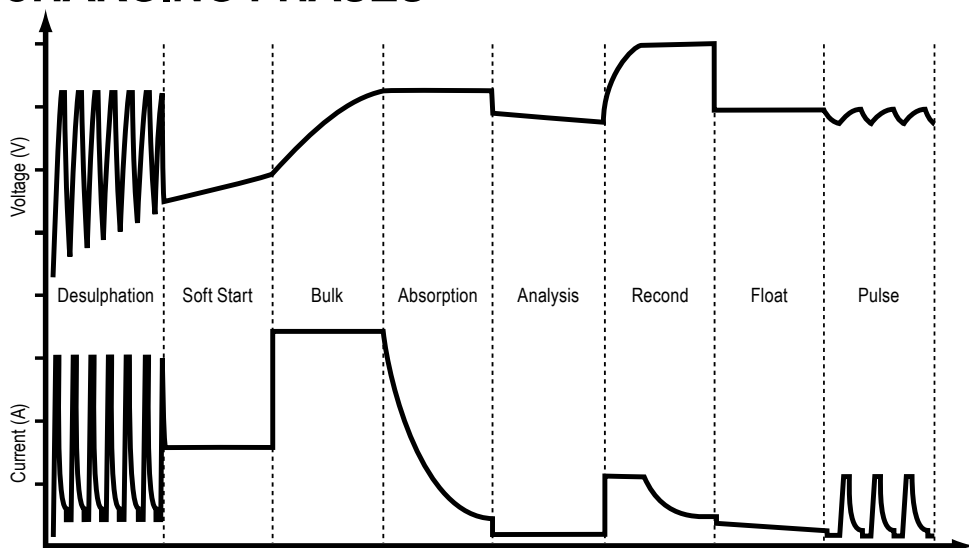 Voltage (V)
Desulphation Soft Start Bulk Absorption Analysis Recond Float Pulse
Current (A)